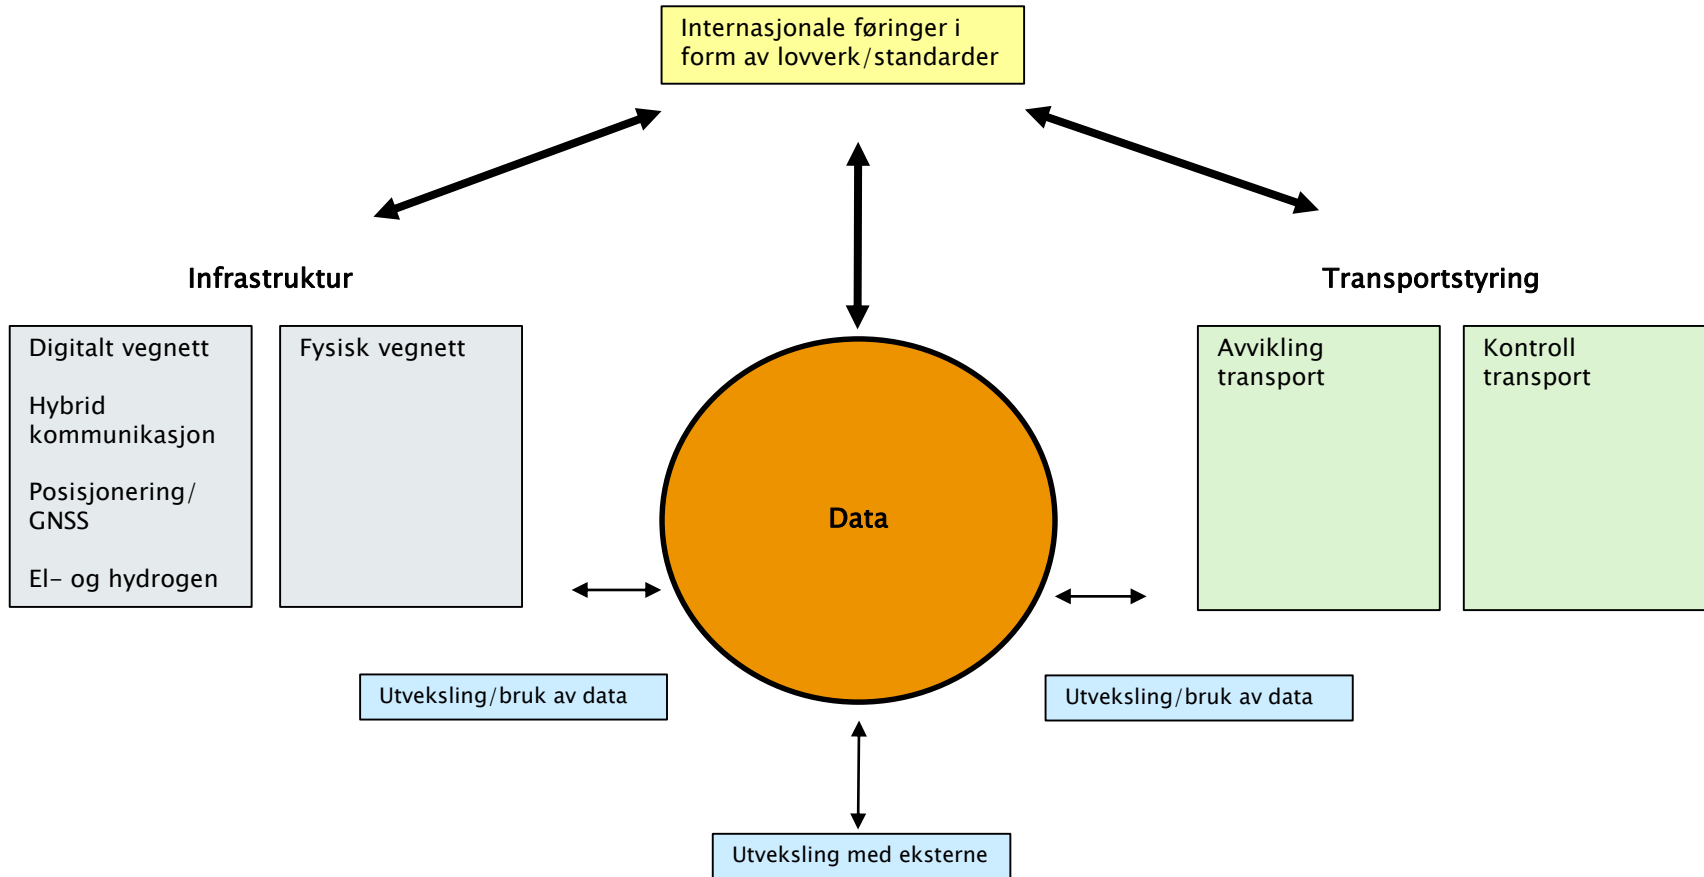 Internasjonale føringer i
form av lovverk/standarder
Infrastruktur
Transportstyring
Digitalt vegnett
Hybrid
kommunikasjon
Posisjonering/
GNSS
El- og hydrogen
Fysisk vegnett
Data
Avvikling
transport
Kontroll
transport
Utveksling/bruk av data
Utveksling/bruk av data
Utveksling med eksterne